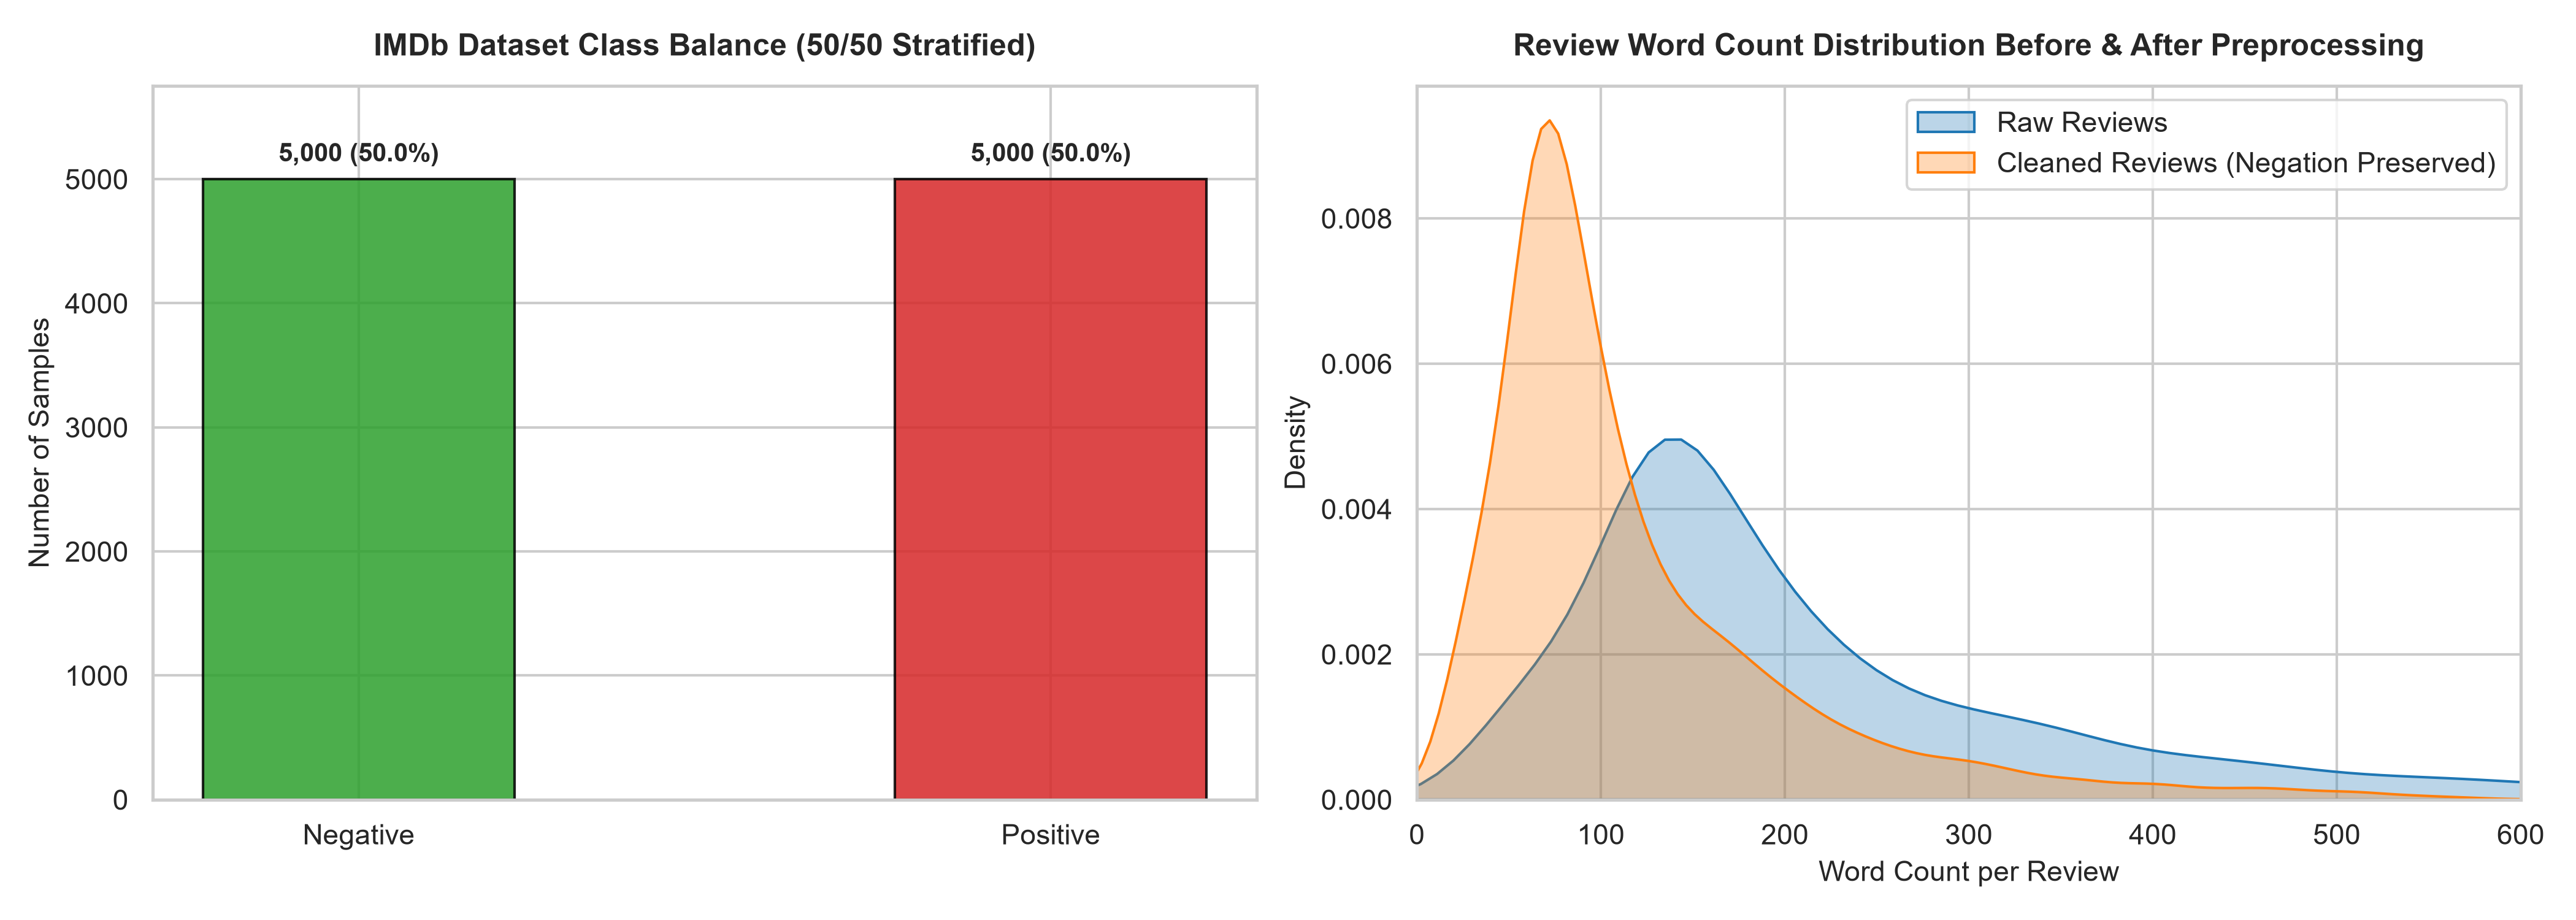 IMDb Dataset Class Balance (50/50 Stratified)
5,000 (50.0%)
5,000 (50.0%)
Number of Samples
5000
4000
3000
2000
1000
0
Negative
Positive
Review Word Count Distribution Before & After Preprocessing
Raw Reviews
Cleaned Reviews (Negation Preserved)
Density
0.008
0.006
0.004
0.002
0.000
0
100
200
300
400
500
600
Word Count per Review